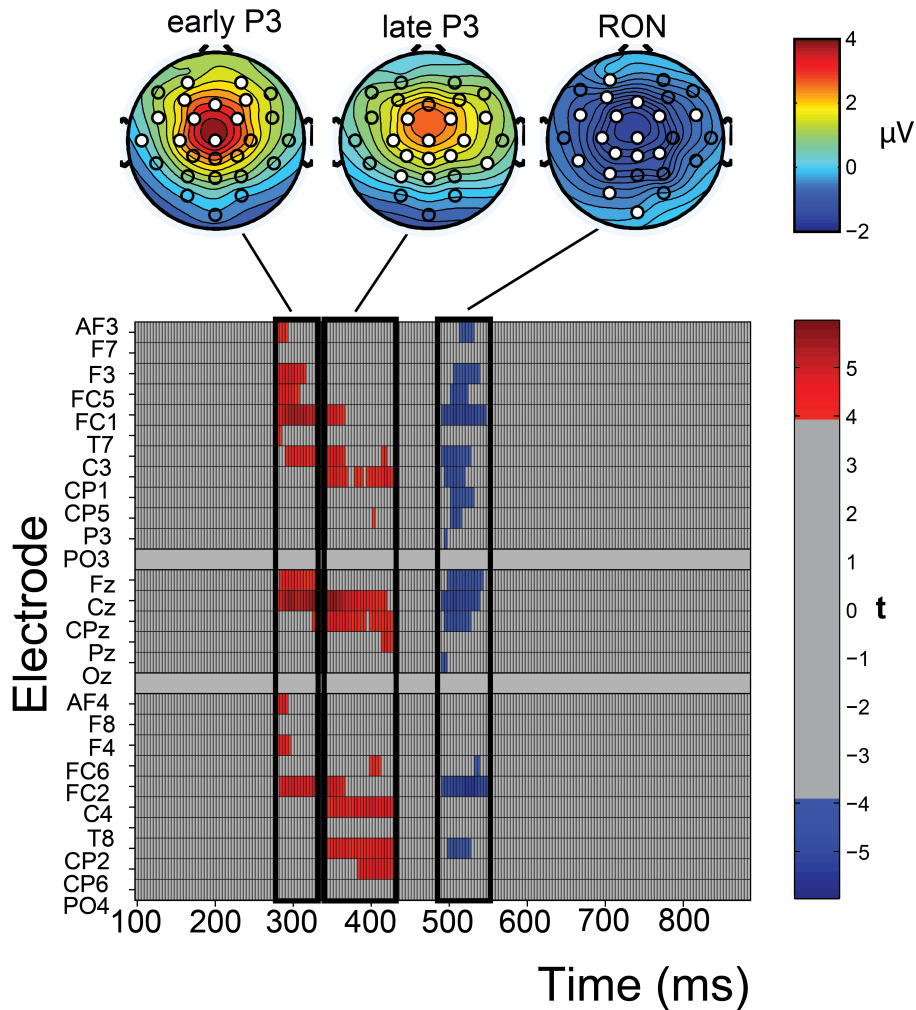 early P3
late P3
RON
4
2
0
−2
µV
Electrode
AF3
F7
F3
FC5
FC1
T7
C3
CP1
CP5
P3
PO3
Fz
Cz
CPz
Pz
Oz
AF4
F8
F4
FC6
FC2
C4
T8
CP2
CP6
PO4
5
4
3
2
1
0
−1
−2
−3
−4
−5
t
100 200 300 400 500 600 700 800
Time (ms)